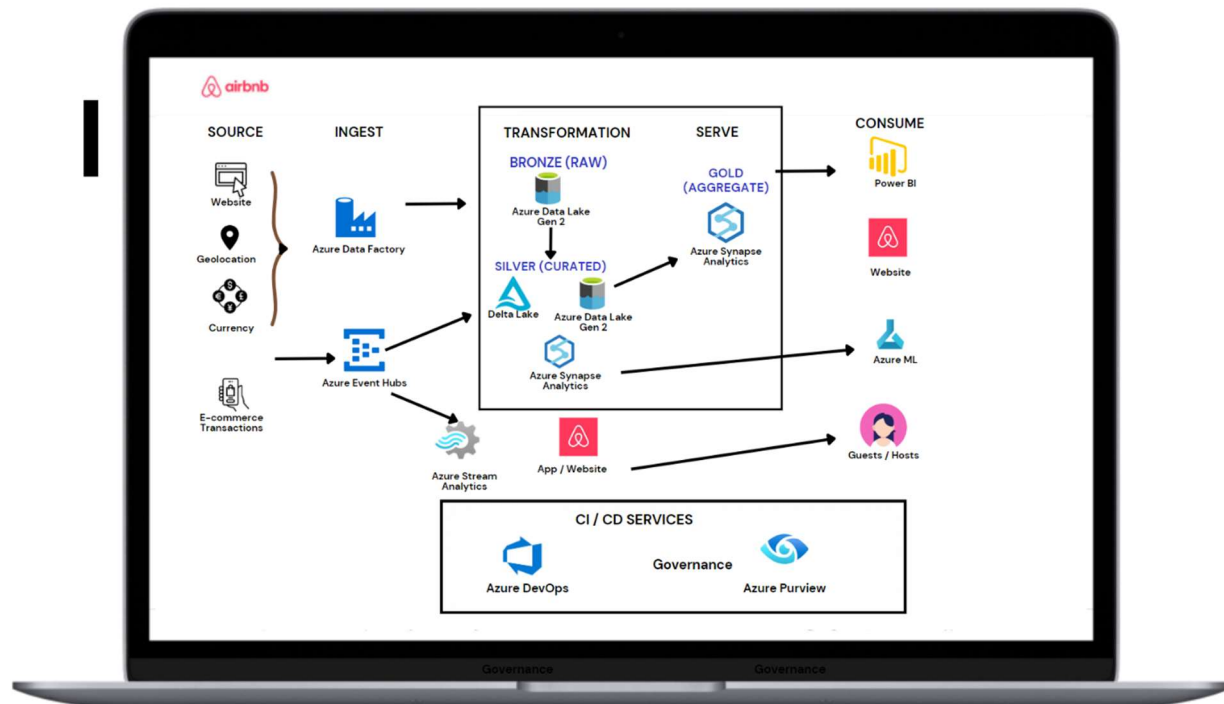 airbnb
SOURCE
INGEST
TRANSFORMATION
SERVE
CONSUME
Website
Geolocation
Currency
E-commerce
Transactions
Azure Data Factory
Azure Event Hubs
BRONZE (RAW)
Azure Data Lake
Gen 2
SILVER (CURATED)
Delta Lake
Azure Data Lake
Gen 2
Azure Synapse
Analytics
GOLD
(AGGREGATE)
Azure Synapse
Analytics
Power BI
Website
Azure ML
Guests / Hosts
Azure Stream
Analytics
App / Website
CI / CD SERVICES
Azure DevOps
Governance
Azure Purview
Governance
Governance